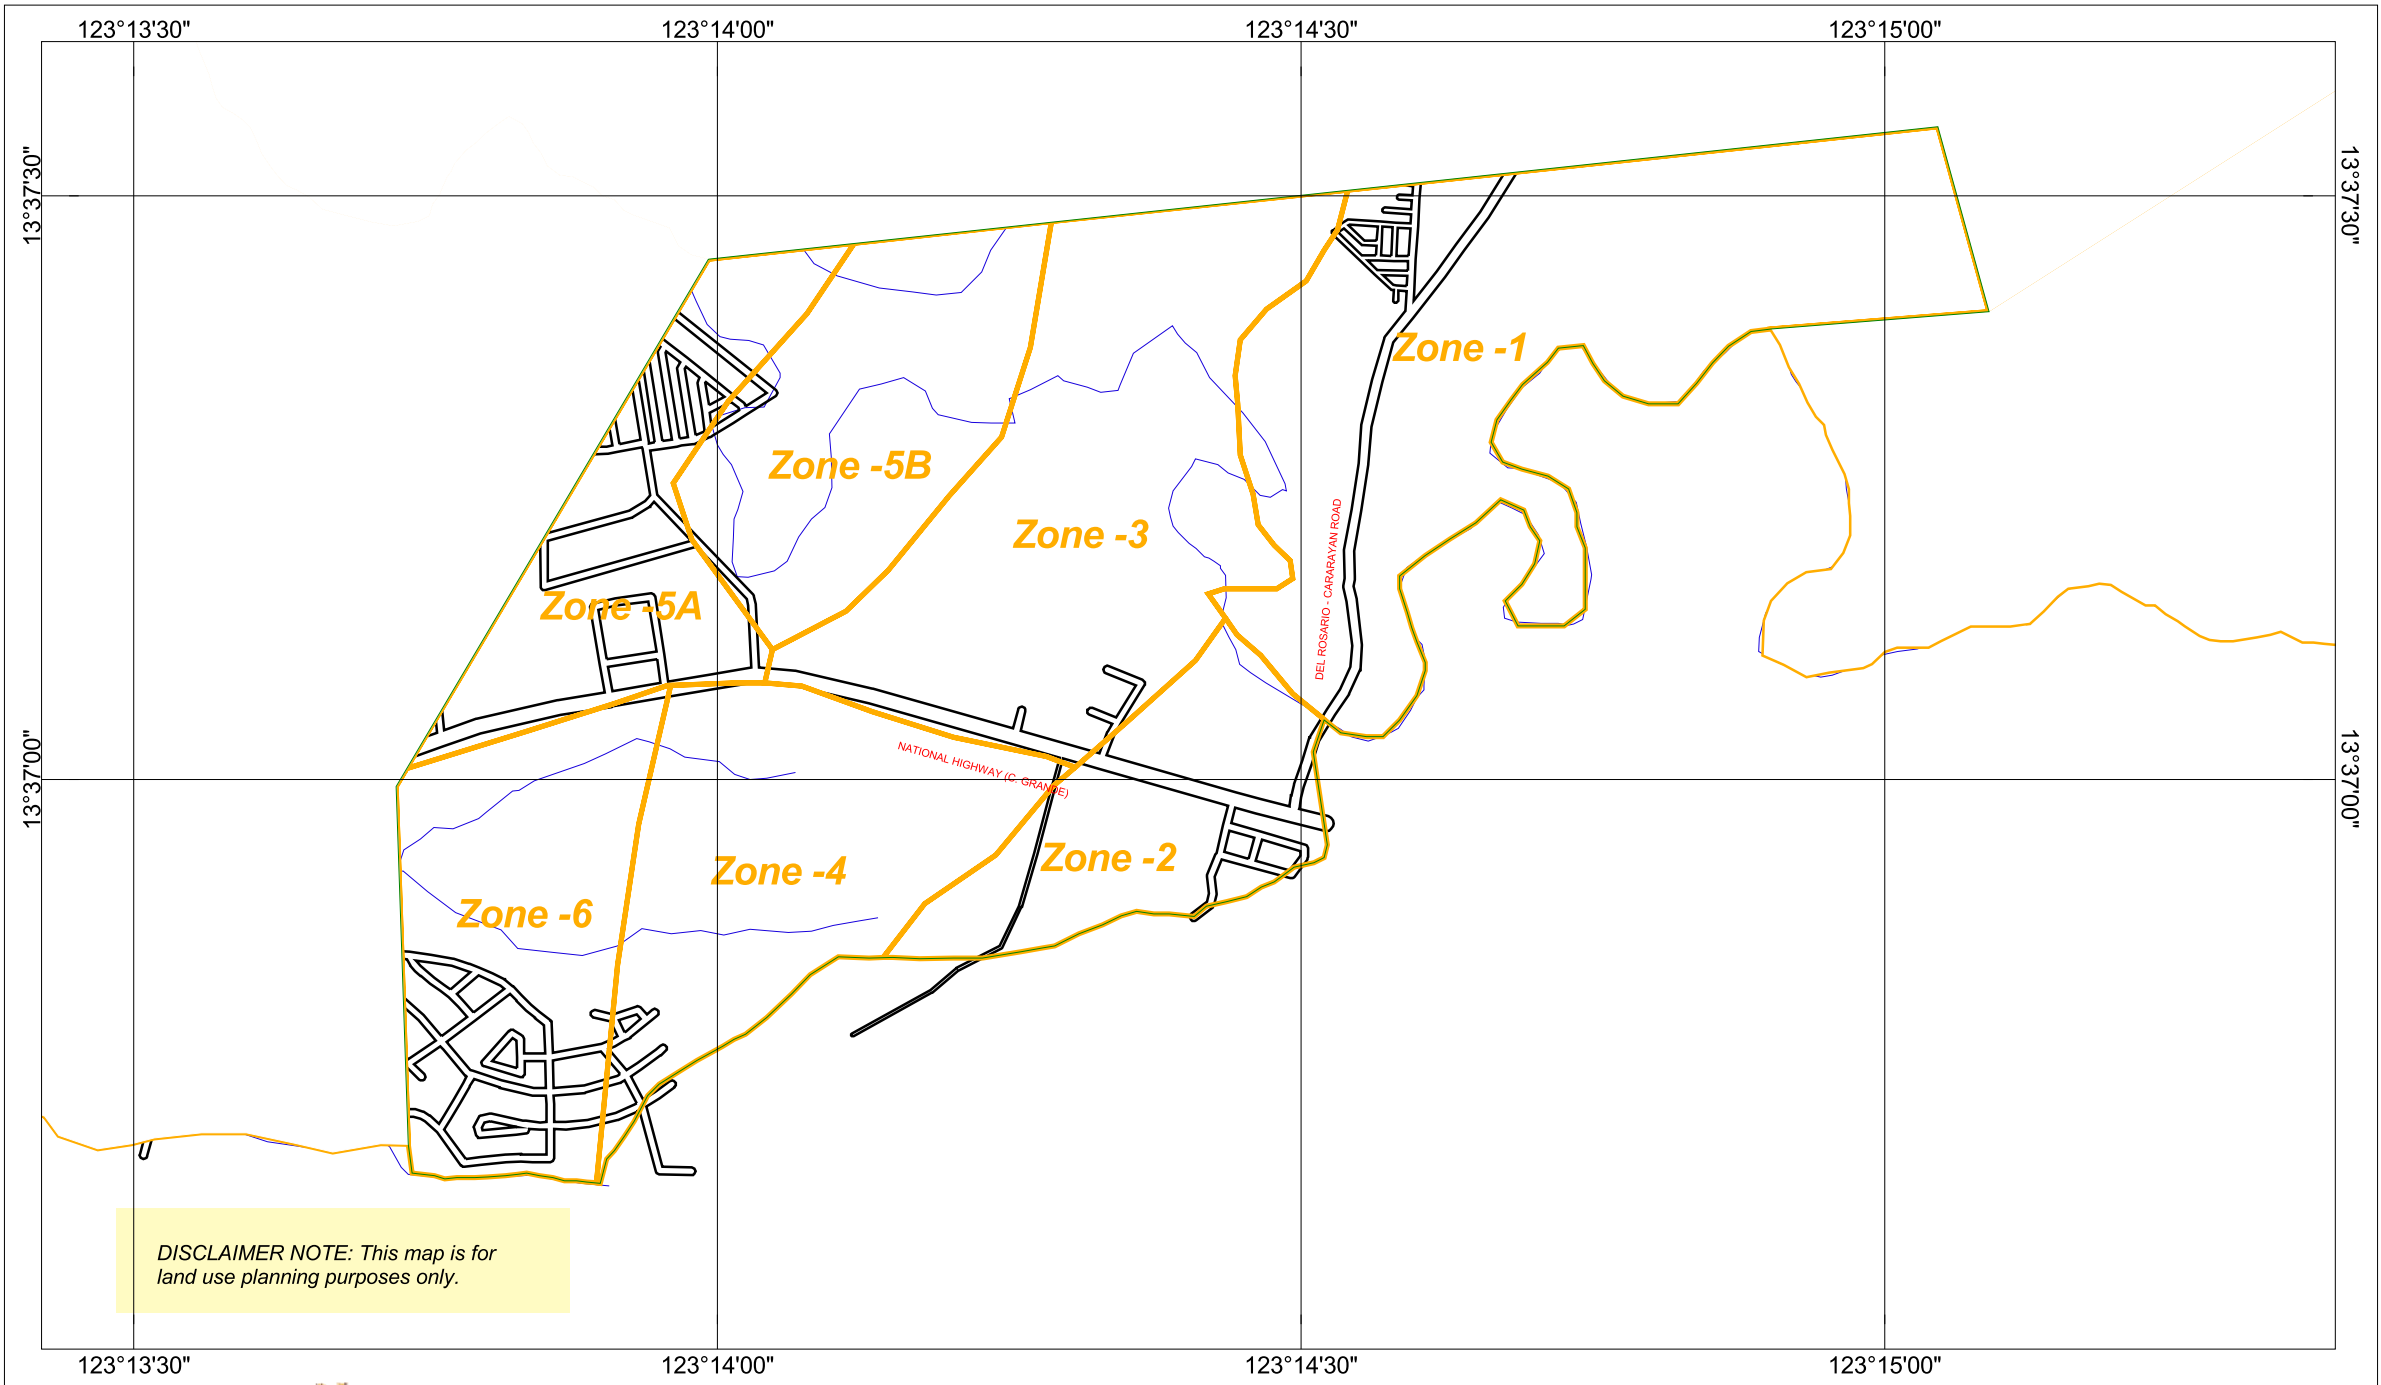 123°13'30" 123°14'00" 123°14'30" 123°15'00"
13°37'30" 13°37'30"
Zone -1
Zone -5B
Zone -3
DEL ROSARIO - CARARAYAN ROAD
Zone -5A
13°37'00" 13°37'00"
NATIONAL HIGHWAY (C. GRANDE)
Zone -2
Zone -4
Zone -6
DISCLAIMER NOTE: This map is for
land use planning purposes only.
123°13'30" 123°14'00" 123°14'30" 123°15'00"